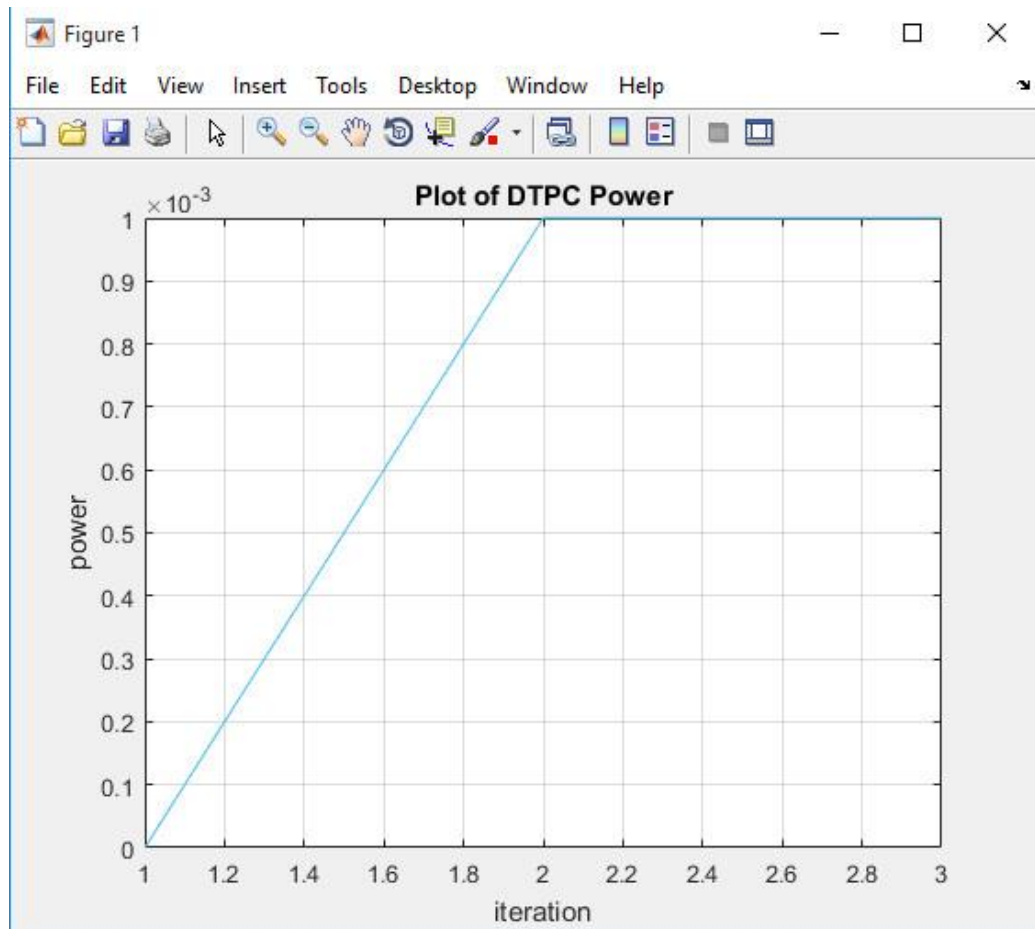 Figure 1
File Edit View Insert Tools Desktop Window Help
×10⁻³
Plot of DTPC Power
1
0.9
0.8
0.7
0.6
0.5
0.4
0.3
0.2
0.1
0
power
1 1.2 1.4 1.6 1.8 2 2.2 2.4 2.6 2.8 3
iteration